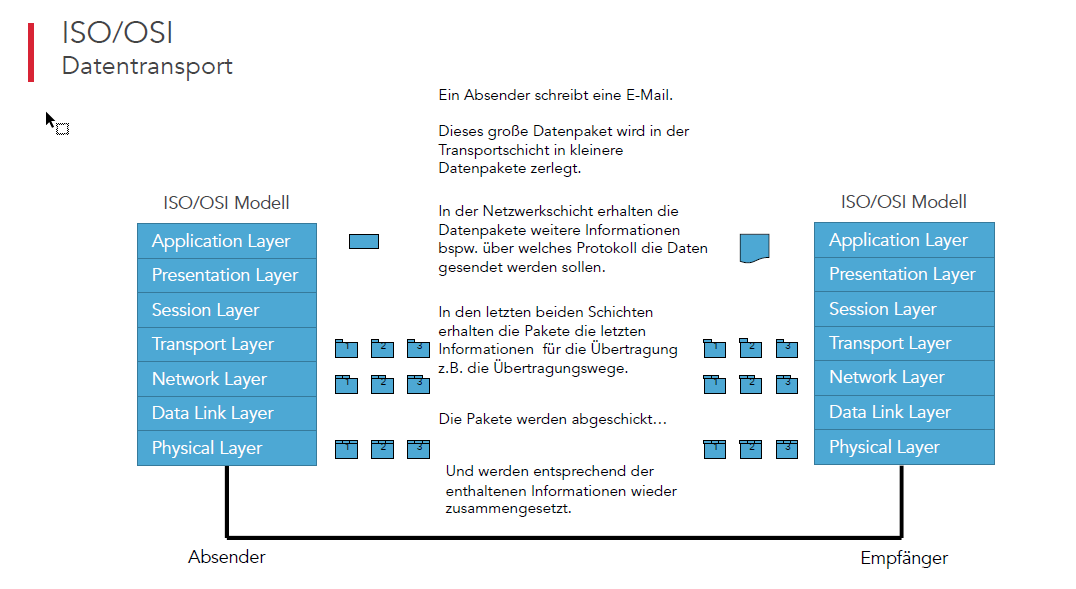 ISO/OSI
Datentransport
Ein Absender schreibt eine E-Mail.
Dieses große Datenpaket wird in der
Transportschicht in kleinere
Datenpakete zerlegt.
In der Netzwerkschicht erhalten die
Datenpakete weitere Informationen
bspw. über welches Protokoll die Daten
gesendet werden sollen.
In den letzten beiden Schichten
erhalten die Pakete die letzten
Informationen  für die Übertragung
z.B. die Übertragungswege.
Die Pakete werden abgeschickt…
Und werden entsprechend der
enthaltenen Informationen wieder
zusammengesetzt.
ISO/OSI Modell
Application Layer
Presentation Layer
Session Layer
Transport Layer
Network Layer
Data Link Layer
Physical Layer
1 2 3
1 2 3
1 2 3
Absender
ISO/OSI Modell
Application Layer
Presentation Layer
Session Layer
Transport Layer
Network Layer
Data Link Layer
Physical Layer
1 2 3
1 2 3
1 2 3
Empfänger